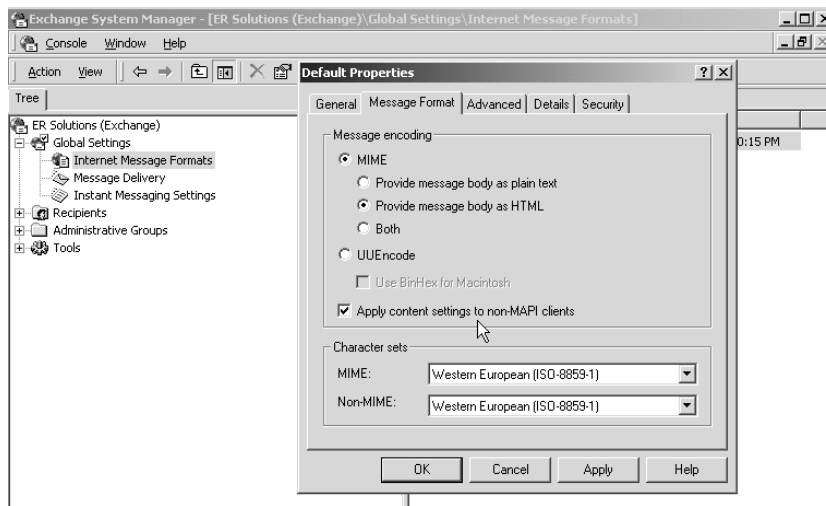 Exchange System Manager - [ER Solutions (Exchange)\Global Settings\Internet Message Formats]
Console Window Help
Action View
Tree
ER Solutions (Exchange)
Global Settings
Internet Message Formats
Message Delivery
Instant Messaging Settings
Recipients
Administrative Groups
Tools
0:15 PM
Default Properties
General Message Format Advanced Details Security
Message encoding
MIME
Provide message body as plain text
Provide message body as HTML
Both
UUEncode
Use BinHex for Macintosh
Apply content settings to non-MAPI clients
Character sets
MIME: Western European (ISO-8859-1)
Non-MIME: Western European (ISO-8859-1)
OK Cancel Apply Help